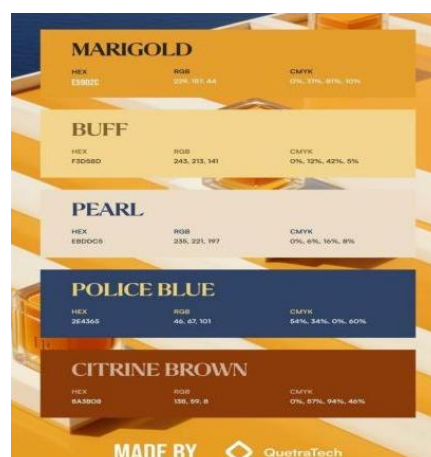 MARIGOLD
HEX RGB CMYK
E59D2C 229, 157, 44 0%, 31%, 81%, 10%
BUFF
HEX RGB CMYK
F3D58D 243, 213, 141 0%, 12%, 42%, 5%
PEARL
HEX RGB CMYK
EBDDC5 235, 221, 197 0%, 6%, 16%, 8%
POLICE BLUE
HEX RGB CMYK
2E4365 46, 67, 101 54%, 34%, 0%, 60%
CITRINE BROWN
HEX RGB CMYK
8A3B08 138, 59, 8 0%, 57%, 94%, 46%
MADE BY QuetraTech